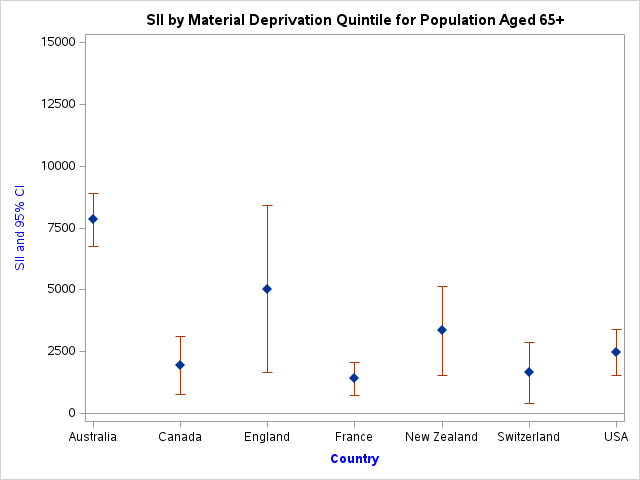 SII by Material Deprivation Quintile for Population Aged 65+
SII and 95% CI
15000
12500
10000
7500
5000
2500
0
Australia Canada England France New Zealand Switzerland USA
Country